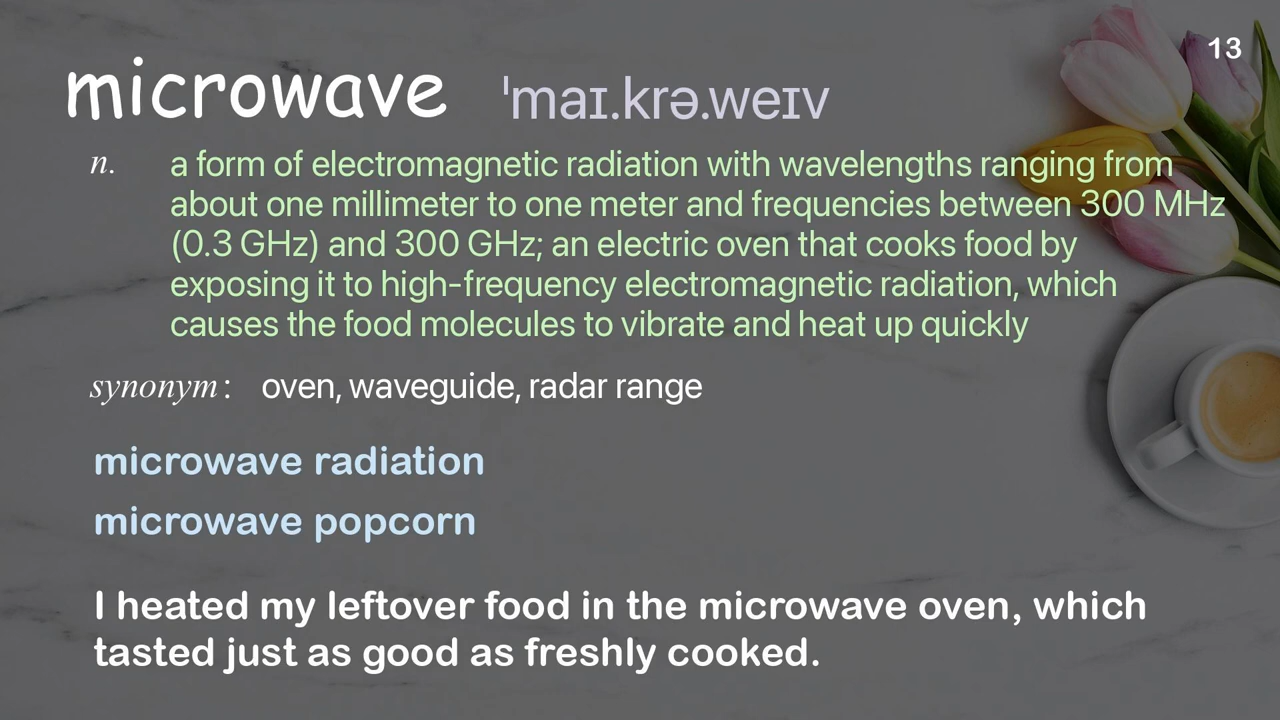 13
microwave ˈmaɪ.krə.weɪv
n. a form of electromagnetic radiation with wavelengths ranging from
about one millimeter to one meter and frequencies between 300 MHz
(0.3 GHz) and 300 GHz; an electric oven that cooks food by
exposing it to high-frequency electromagnetic radiation, which
causes the food molecules to vibrate and heat up quickly
synonym: oven, waveguide, radar range
microwave radiation
microwave popcorn
I heated my leftover food in the microwave oven, which
tasted just as good as freshly cooked.